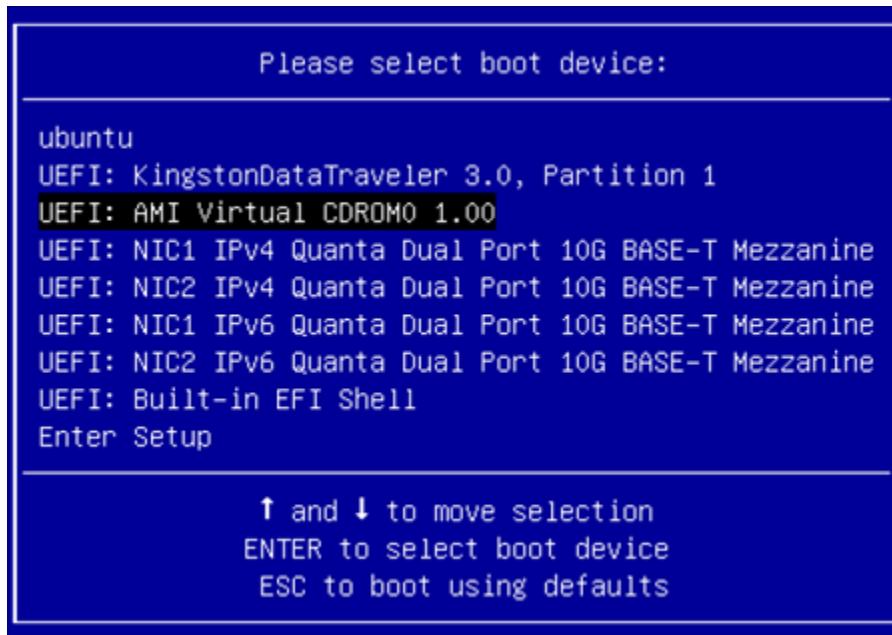 Please select boot device:
ubuntu
UEFI: KingstonDataTraveler 3.0, Partition 1
UEFI: AMI Virtual CDROM0 1.00
UEFI: NIC1 IPv4 Quanta Dual Port 10G BASE-T Mezzanine
UEFI: NIC2 IPv4 Quanta Dual Port 10G BASE-T Mezzanine
UEFI: NIC1 IPv6 Quanta Dual Port 10G BASE-T Mezzanine
UEFI: NIC2 IPv6 Quanta Dual Port 10G BASE-T Mezzanine
UEFI: Built-in EFI Shell
Enter Setup
↑ and ↓ to move selection
ENTER to select boot device
ESC to boot using defaults